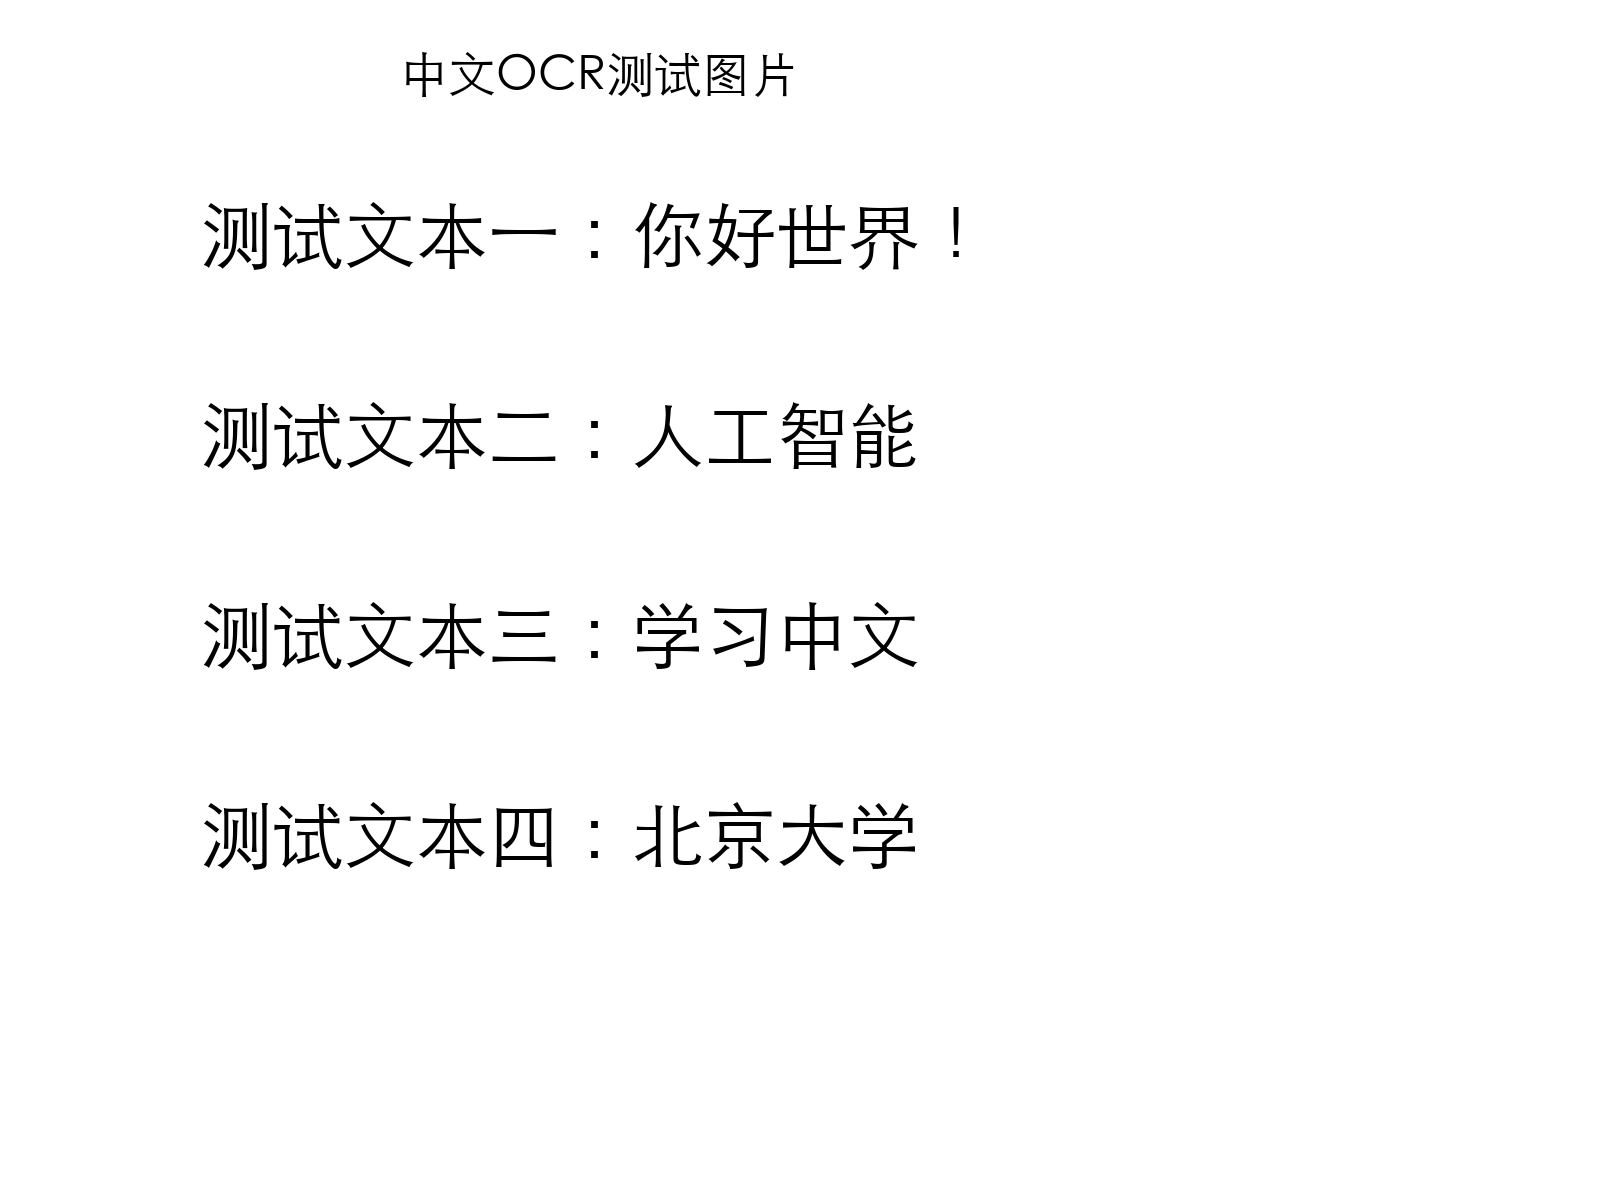 中文OCR测试图片
测试文本一：你好世界！
测试文本二：人工智能
测试文本三：学习中文
测试文本四：北京大学